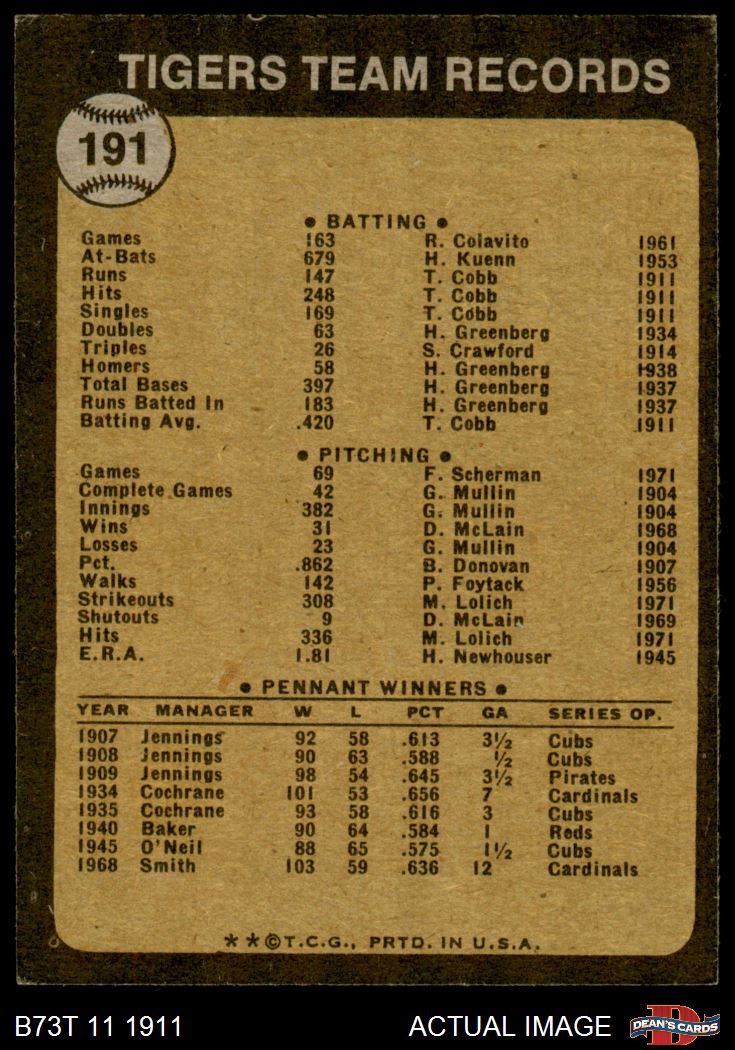 TIGERS TEAM RECORDS
191
● BATTING ●
Games 163 R. Colavito 1961
At-Bats 679 H. Kuenn 1953
Runs 147 T. Cobb 1911
Hits 248 T. Cobb 1911
Singles 169 T. Cobb 1911
Doubles 63 H. Greenberg 1934
Triples 26 S. Crawford 1914
Homers 58 H. Greenberg 1938
Total Bases 397 H. Greenberg 1937
Runs Batted In 183 H. Greenberg 1937
Batting Avg. .420 T. Cobb 1911
● PITCHING ●
Games 69 F. Scherman 1971
Complete Games 42 G. Mullin 1904
Innings 382 G. Mullin 1904
Wins 31 D. McLain 1968
Losses 23 G. Mullin 1904
Pct. .862 B. Donovan 1907
Walks 142 P. Foytack 1956
Strikeouts 308 M. Lolich 1971
Shutouts 9 D. McLain 1969
Hits 336 M. Lolich 1971
E.R.A. 1.81 H. Newhouser 1945
● PENNANT WINNERS ●
YEAR MANAGER W L PCT GA SERIES OP.
1907 Jennings 92 58 .613 3½ Cubs
1908 Jennings 90 63 .588 ½ Cubs
1909 Jennings 98 54 .645 3½ Pirates
1934 Cochrane 101 53 .656 7 Cardinals
1935 Cochrane 93 58 .616 3 Cubs
1940 Baker 90 64 .584 1 Reds
1945 O'Neil 88 65 .575 1½ Cubs
1968 Smith 103 59 .636 12 Cardinals
★★©T.C.G., PRTD. IN U.S.A.
B73T 11 1911 ACTUAL IMAGE DEAN'S CARDS